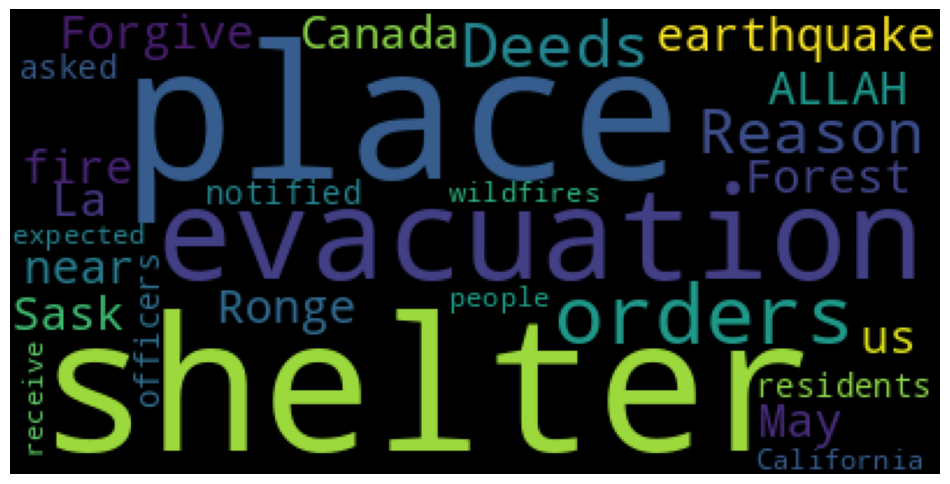 Forgive
Canada
Deeds
earthquake
asked
place
ALLAH
Reason
fire
La
notified
wildfires
Forest
expected
evacuation
near
officers
Sask
Ronge
people
orders
us
receive
shelter
residents
May
California